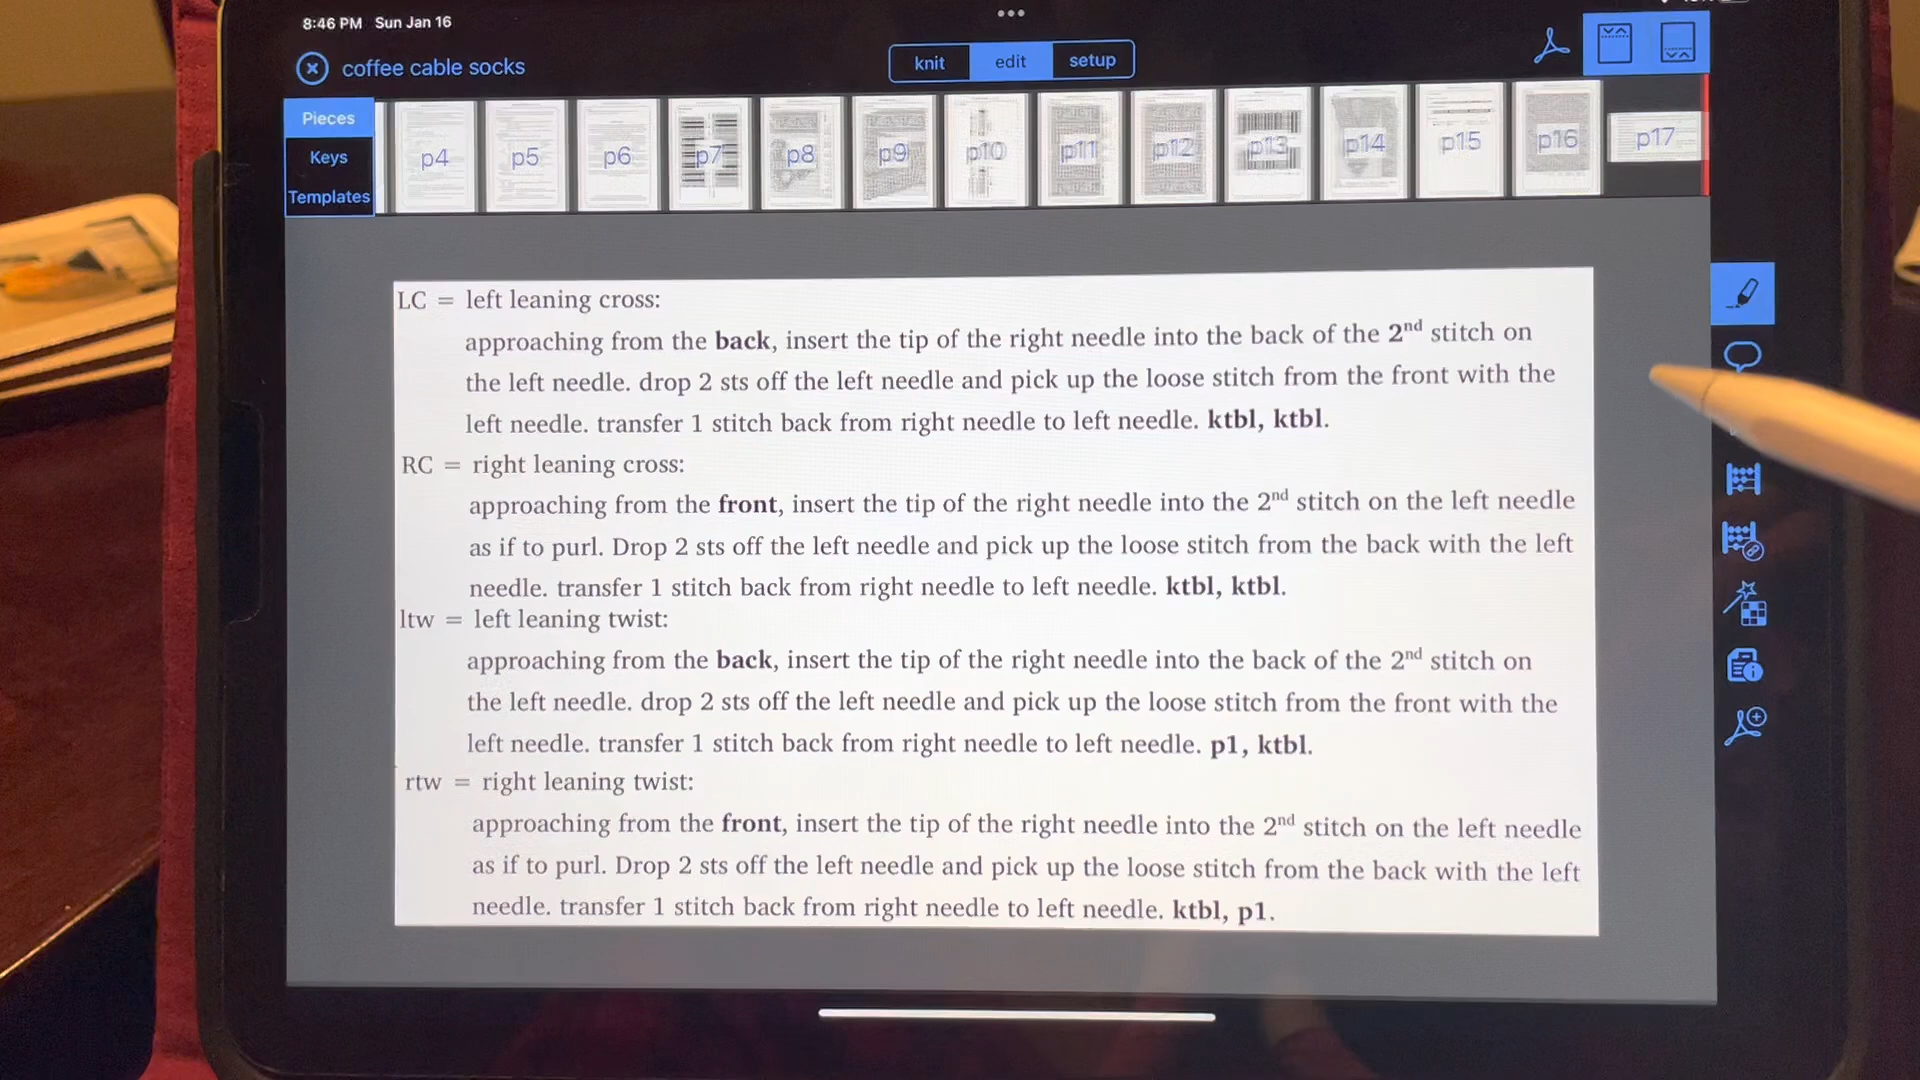 8:46 PM Sun Jan 16
coffee cable socks
knit edit setup
Pieces
Keys
Templates
p4 p5 p6 p7 p8 p9 p10 p11 p12 p13 p14 p15 p16 p17
LC = left leaning cross:
approaching from the back, insert the tip of the right needle into the back of the 2nd stitch on
the left needle. drop 2 sts off the left needle and pick up the loose stitch from the front with the
left needle. transfer 1 stitch back from right needle to left needle. ktbl, ktbl.
RC = right leaning cross:
approaching from the front, insert the tip of the right needle into the 2nd stitch on the left needle
as if to purl. Drop 2 sts off the left needle and pick up the loose stitch from the back with the left
needle. transfer 1 stitch back from right needle to left needle. ktbl, ktbl.
ltw = left leaning twist:
approaching from the back, insert the tip of the right needle into the back of the 2nd stitch on
the left needle. drop 2 sts off the left needle and pick up the loose stitch from the front with the
left needle. transfer 1 stitch back from right needle to left needle. p1, ktbl.
rtw = right leaning twist:
approaching from the front, insert the tip of the right needle into the 2nd stitch on the left needle
as if to purl. Drop 2 sts off the left needle and pick up the loose stitch from the back with the left
needle. transfer 1 stitch back from right needle to left needle. ktbl, p1.